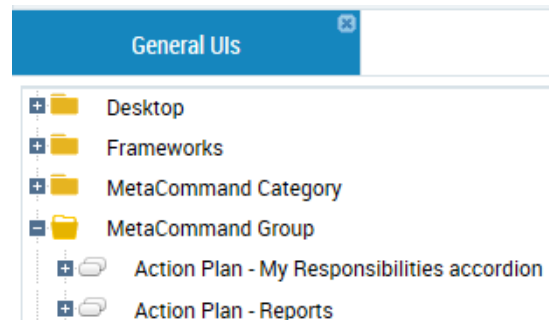 General UIs
Desktop
Frameworks
MetaCommand Category
MetaCommand Group
Action Plan - My Responsibilities accordion
Action Plan - Reports